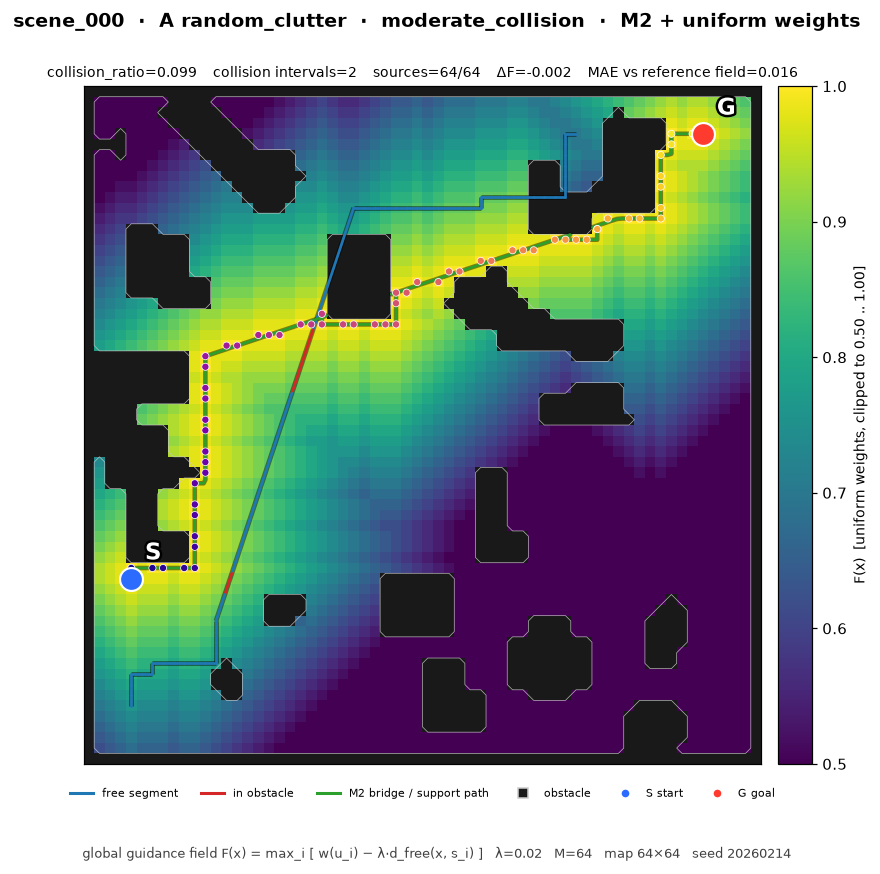 scene_000  ·  A random_clutter  ·  moderate_collision  ·  M2 + uniform weights
collision_ratio=0.099    collision intervals=2    sources=64/64    ΔF=-0.002    MAE vs reference field=0.016
G
S
1.0
0.9
0.8
0.7
0.6
0.5
F(x)  [uniform weights, clipped to 0.50 .. 1.00]
free segment    in obstacle    M2 bridge / support path    obstacle    S start    G goal
global guidance field F(x) = max_i [ w(u_i) − λ·d_free(x, s_i) ]   λ=0.02   M=64   map 64×64   seed 20260214